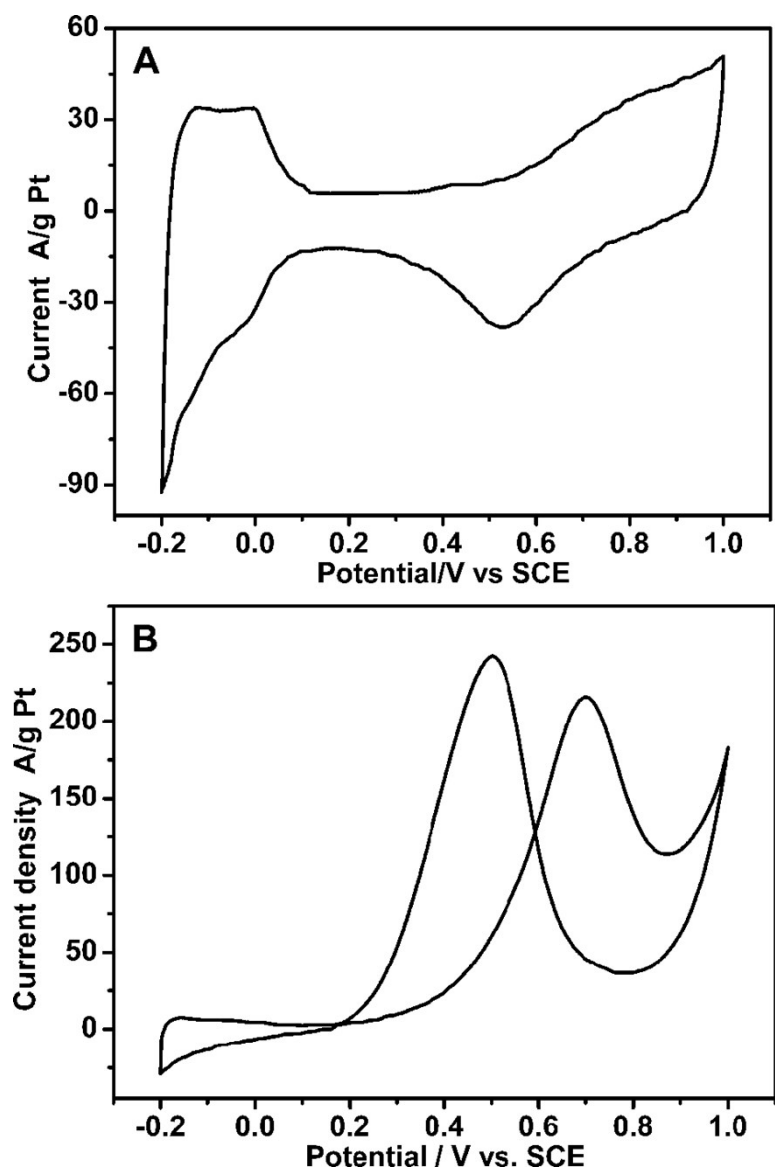 A
Current A/g Pt
60
30
0
-30
-60
-90
-0.2 0.0 0.2 0.4 0.6 0.8 1.0
Potential/V vs SCE
B
Current density A/g Pt
250
200
150
100
50
0
-0.2 0.0 0.2 0.4 0.6 0.8 1.0
Potential / V vs. SCE